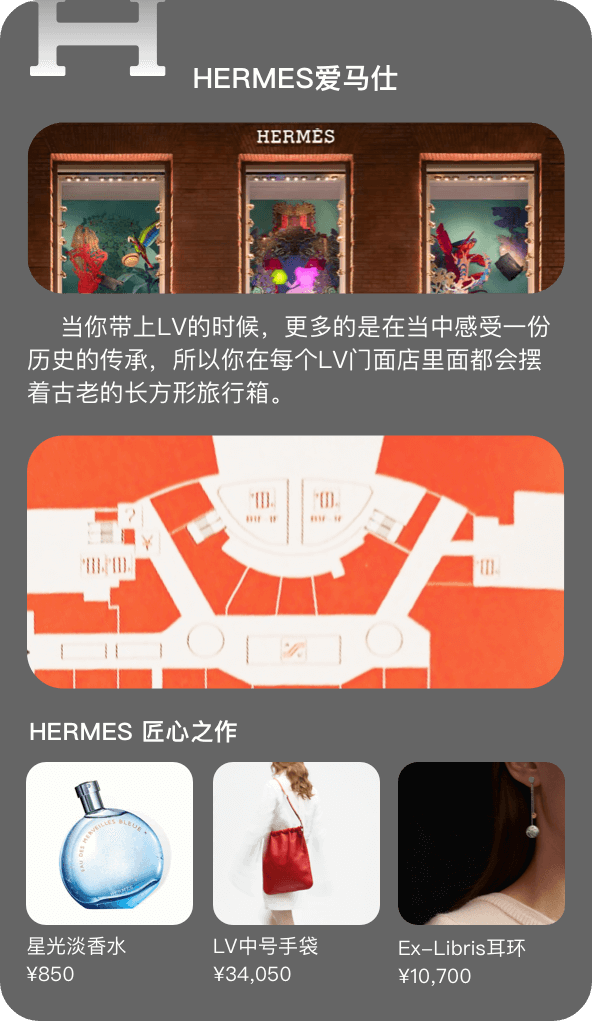 H
HERMES爱马仕
HERMÈS
当你带上LV的时候，更多的是在当中感受一份
历史的传承，所以你在每个LV门面店里面都会摆
着古老的长方形旅行箱。
?
¥
HERMES 匠心之作
EAU DES MERVEILLES BLEUE
星光淡香水
¥850
LV中号手袋
¥34,050
Ex-Libris耳环
¥10,700